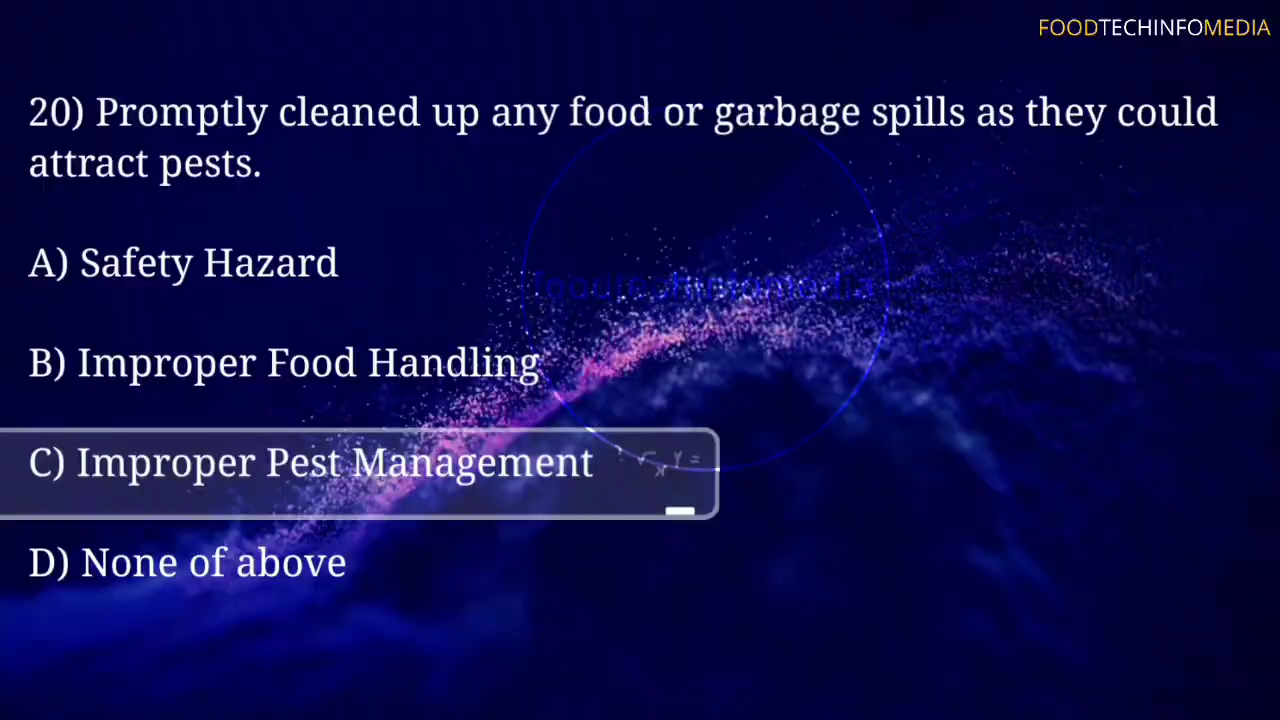 FOODTECHINFOMEDIA
20) Promptly cleaned up any food or garbage spills as they could
attract pests.
A) Safety Hazard
foodtechinfomedia
B) Improper Food Handling
C) Improper Pest Management
D) None of above